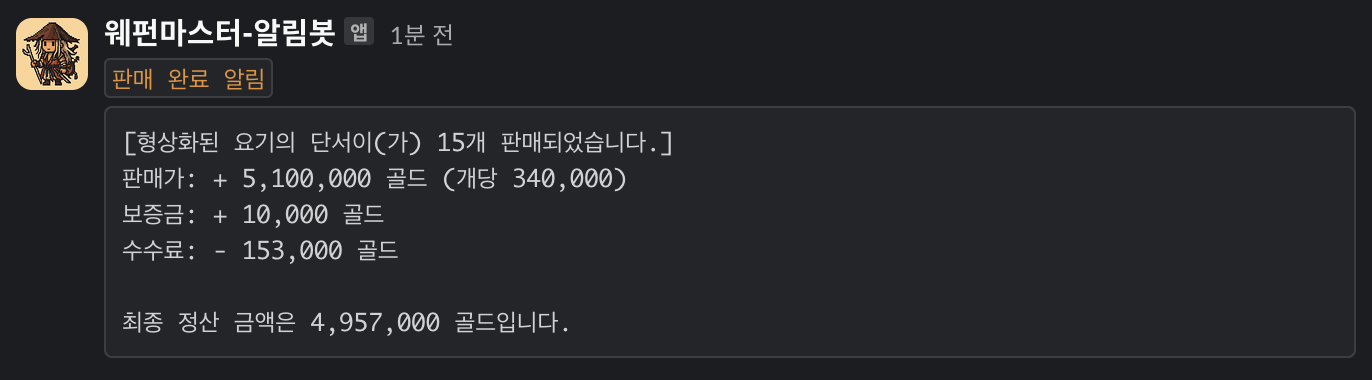 웨펀마스터-알림봇 앱 1분 전
판매 완료 알림
[형상화된 요기의 단서이(가) 15개 판매되었습니다.]
판매가: + 5,100,000 골드 (개당 340,000)
보증금: + 10,000 골드
수수료: - 153,000 골드
최종 정산 금액은 4,957,000 골드입니다.